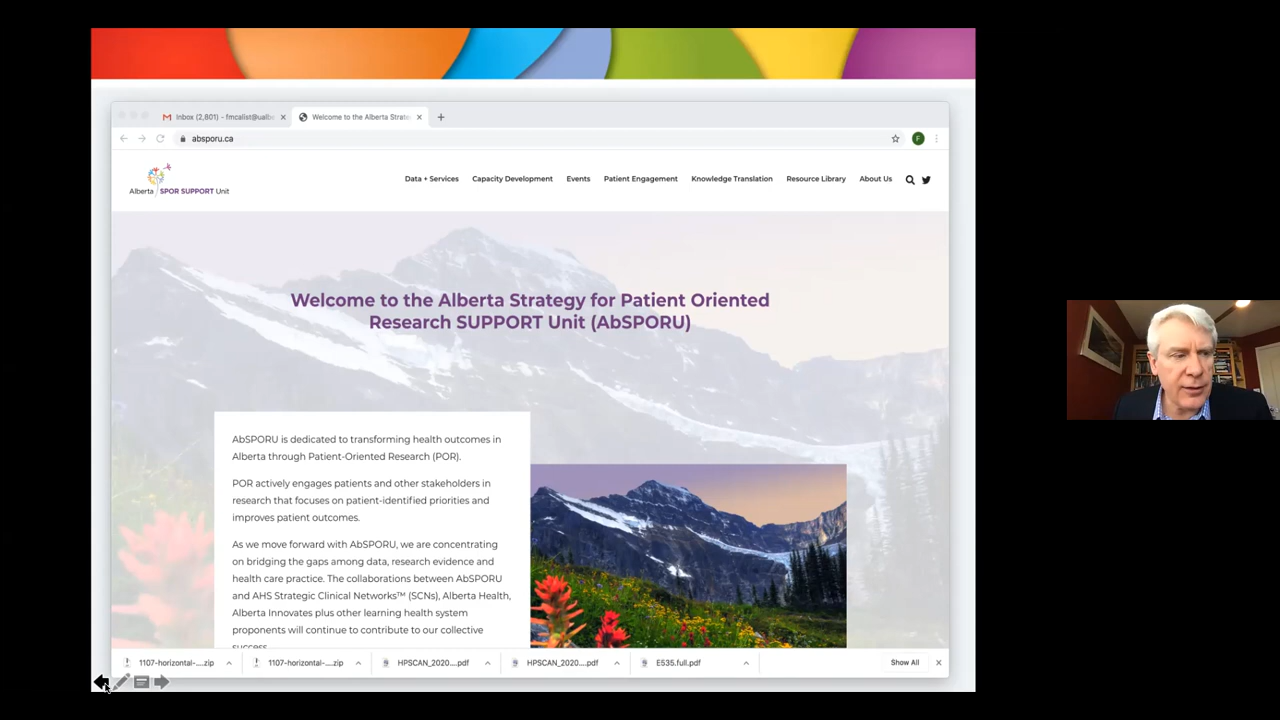 Inbox (2,801) - fmcalist@ualbe
Welcome to the Alberta Strate
absporu.ca
F
Alberta SPOR SUPPORT Unit
Data + Services
Capacity Development
Events
Patient Engagement
Knowledge Translation
Resource Library
About Us
Welcome to the Alberta Strategy for Patient Oriented
Research SUPPORT Unit (AbSPORU)
AbSPORU is dedicated to transforming health outcomes in
Alberta through Patient-Oriented Research (POR).
POR actively engages patients and other stakeholders in
research that focuses on patient-identified priorities and
improves patient outcomes.
As we move forward with AbSPORU, we are concentrating
on bridging the gaps among data, research evidence and
health care practice. The collaborations between AbSPORU
and AHS Strategic Clinical Networks™ (SCNs), Alberta Health,
Alberta Innovates plus other learning health system
proponents will continue to contribute to our collective
success.
1107-horizontal-....zip
1107-horizontal-....zip
HPSCAN_2020....pdf
HPSCAN_2020....pdf
E535.full.pdf
Show All